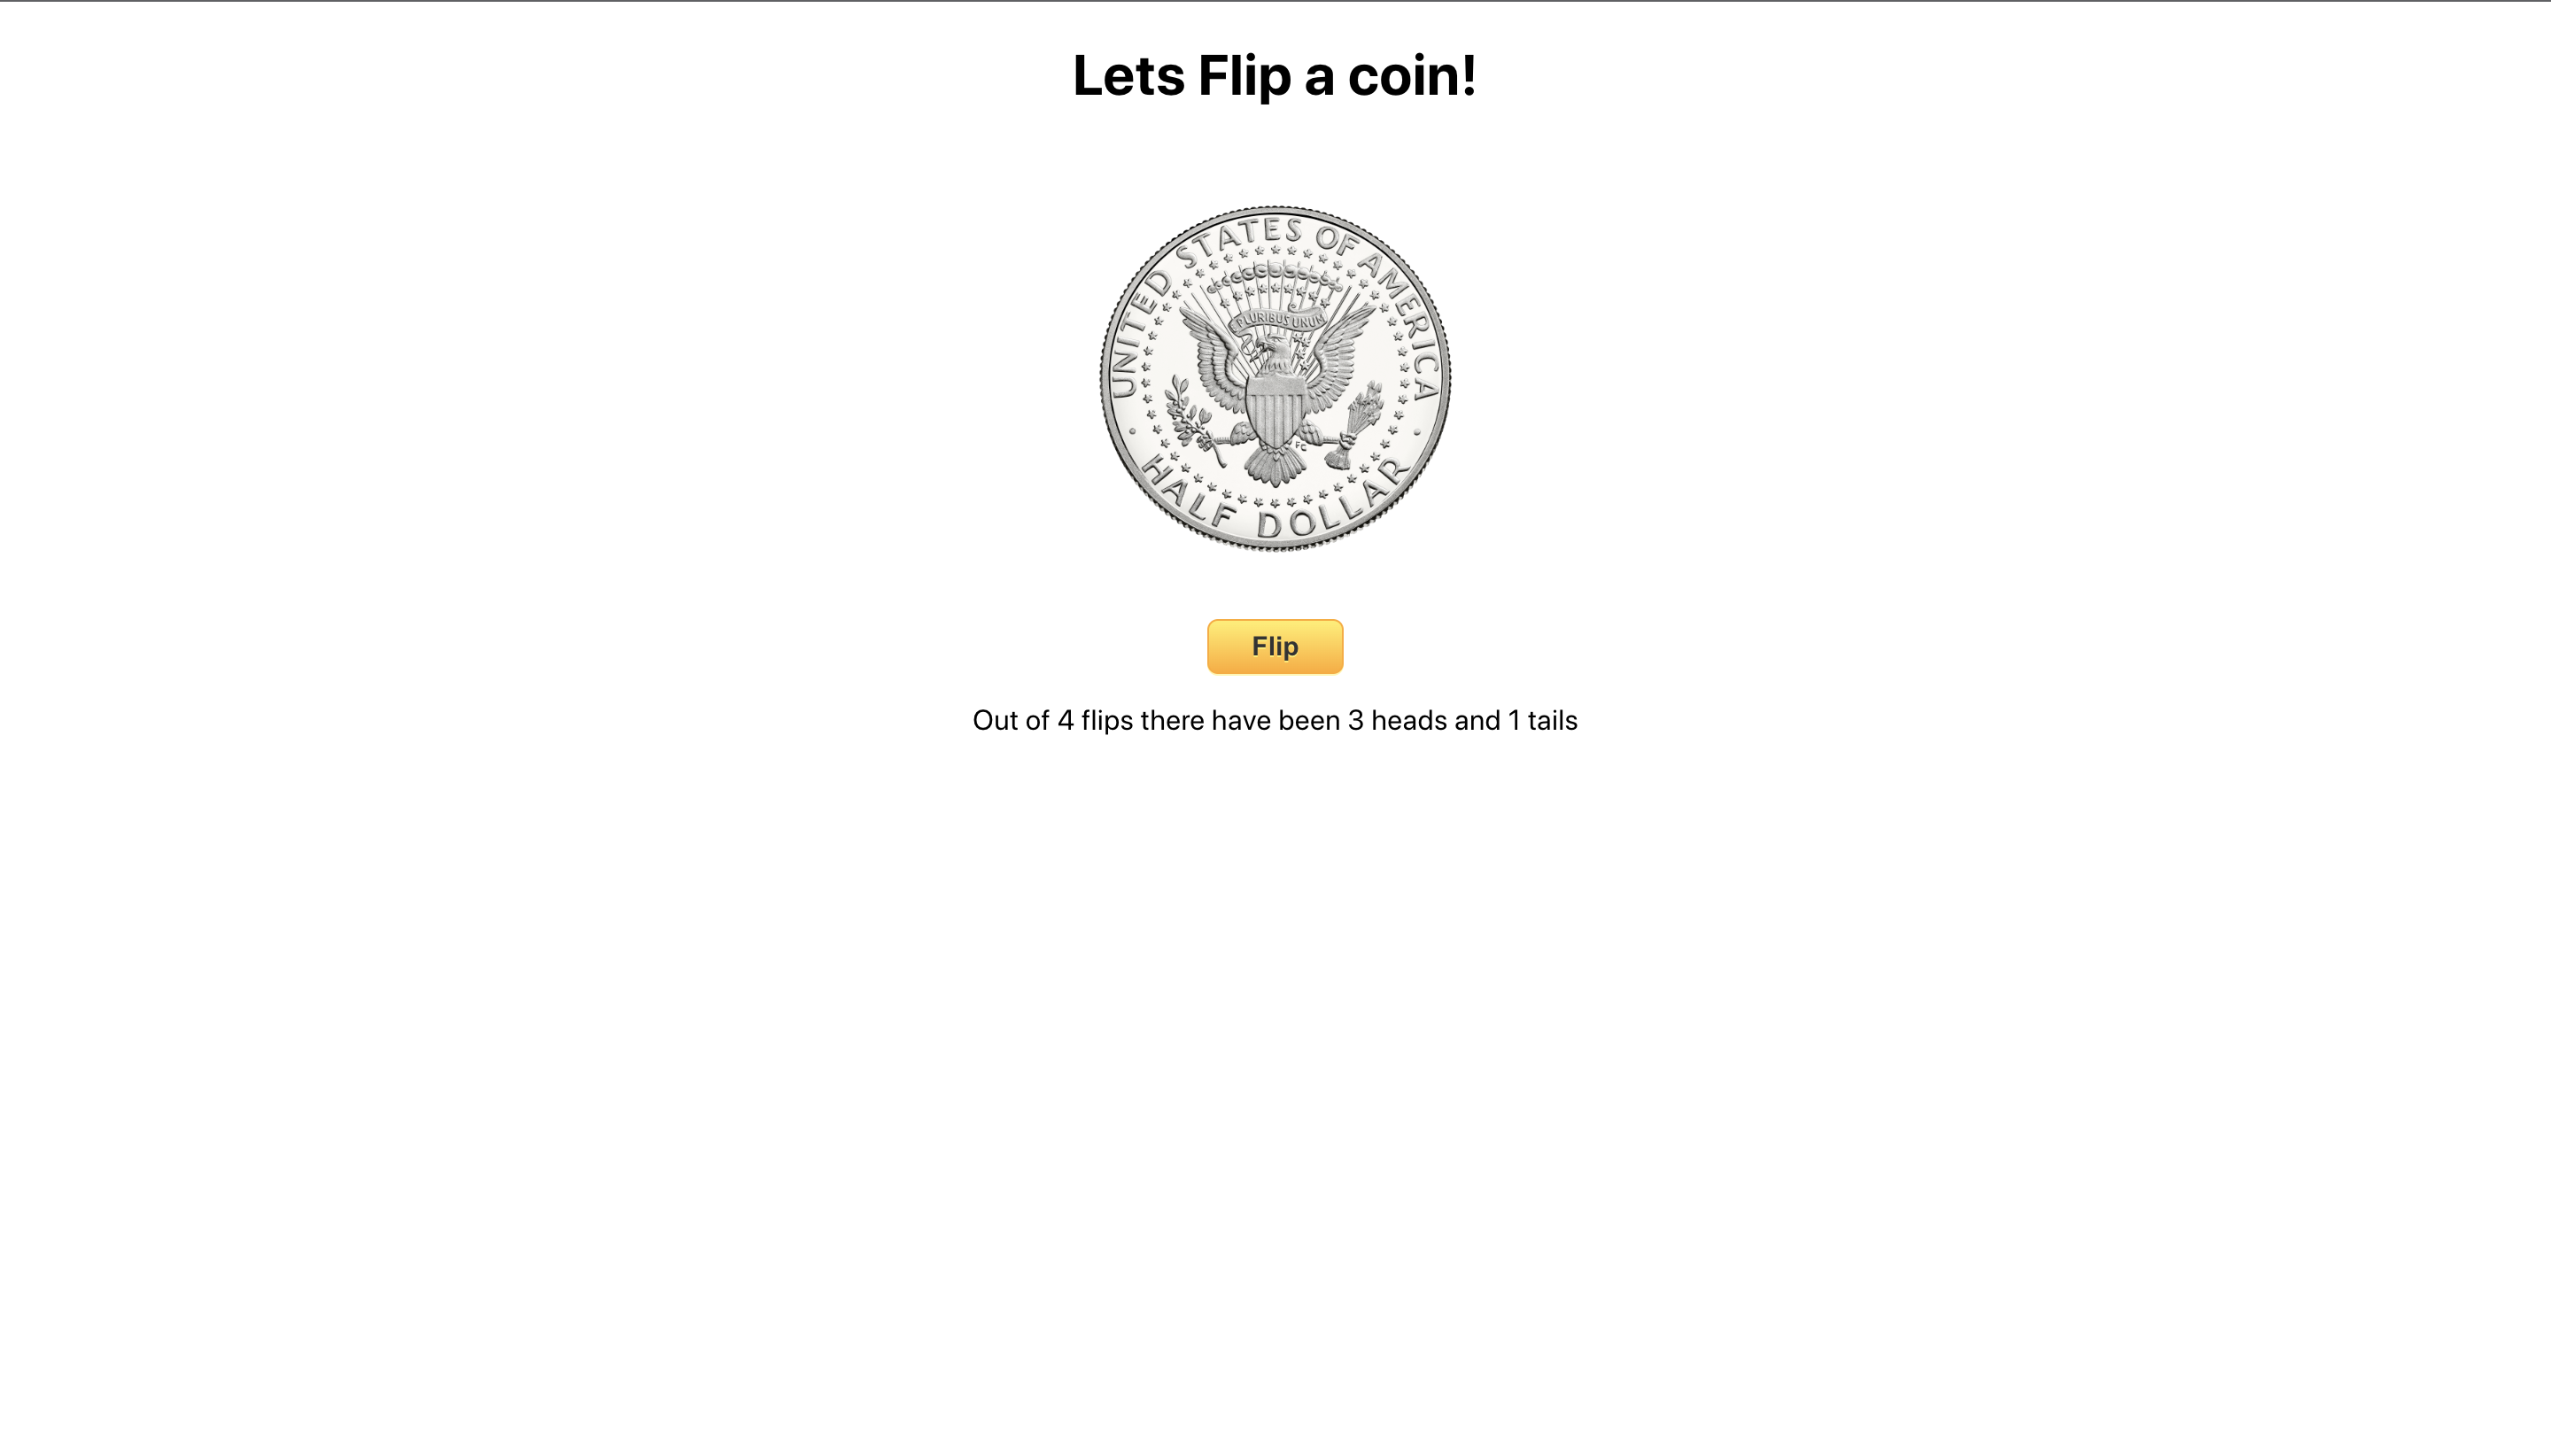 Lets Flip a coin!
UNITED STATES OF AMERICA
PLURIBUS UNUM
FG
HALF DOLLAR
Flip
Out of 4 flips there have been 3 heads and 1 tails